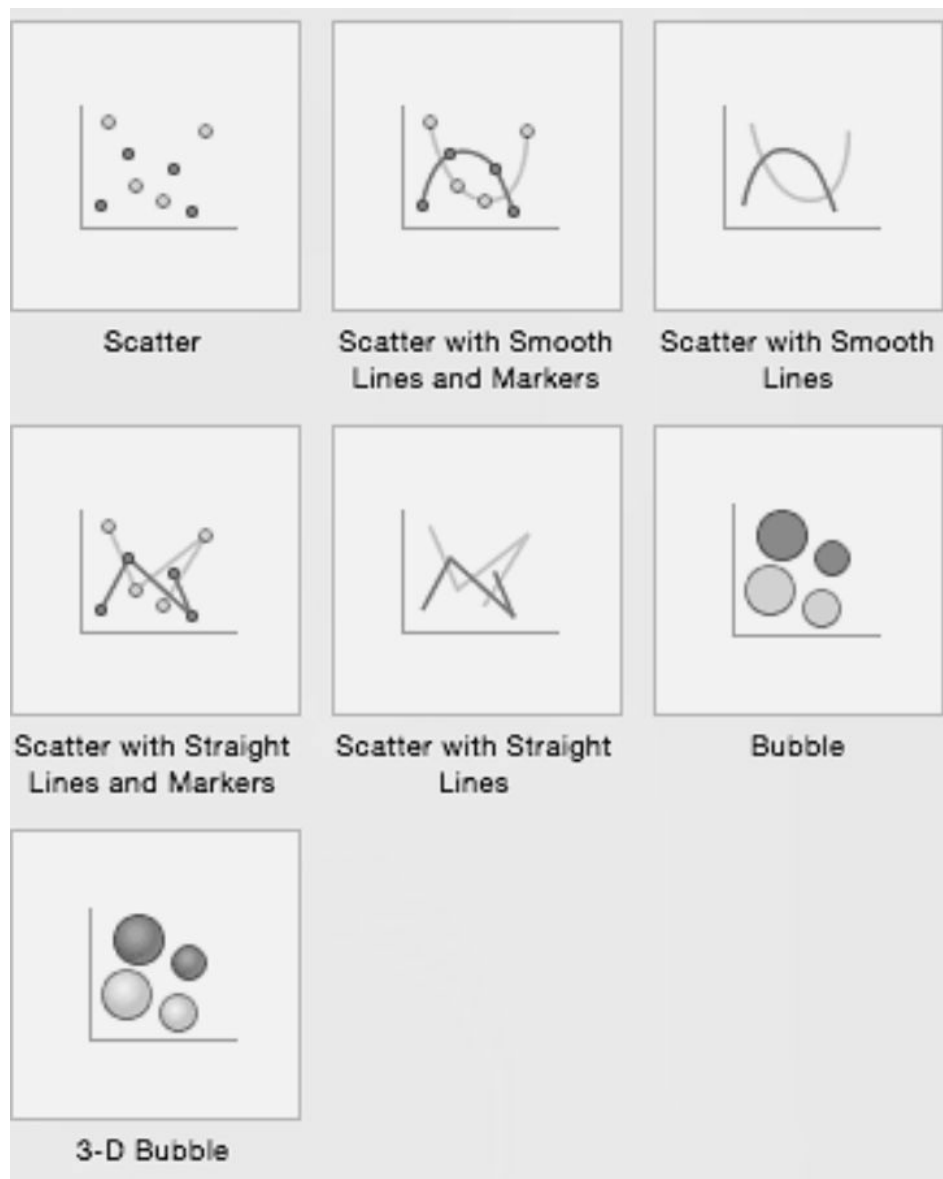 Scatter
Scatter with Smooth
Lines and Markers
Scatter with Smooth
Lines
Scatter with Straight
Lines and Markers
Scatter with Straight
Lines
Bubble
3-D Bubble